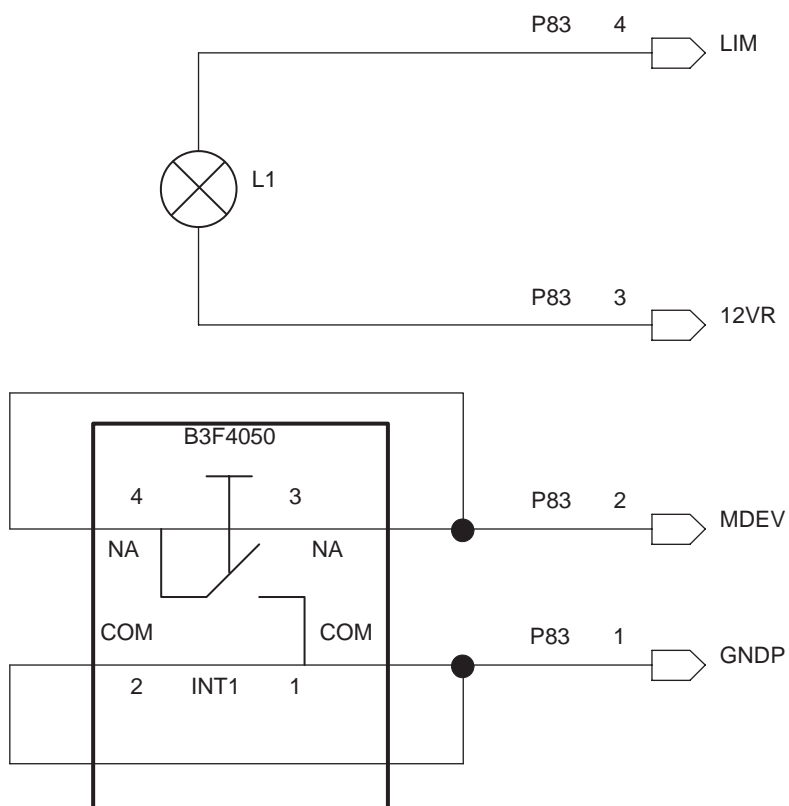 P83 4 LIM
L1
P83 3 12VR
B3F4050
4 3 P83 2 MDEV
NA NA
COM COM P83 1 GNDP
2 INT1 1